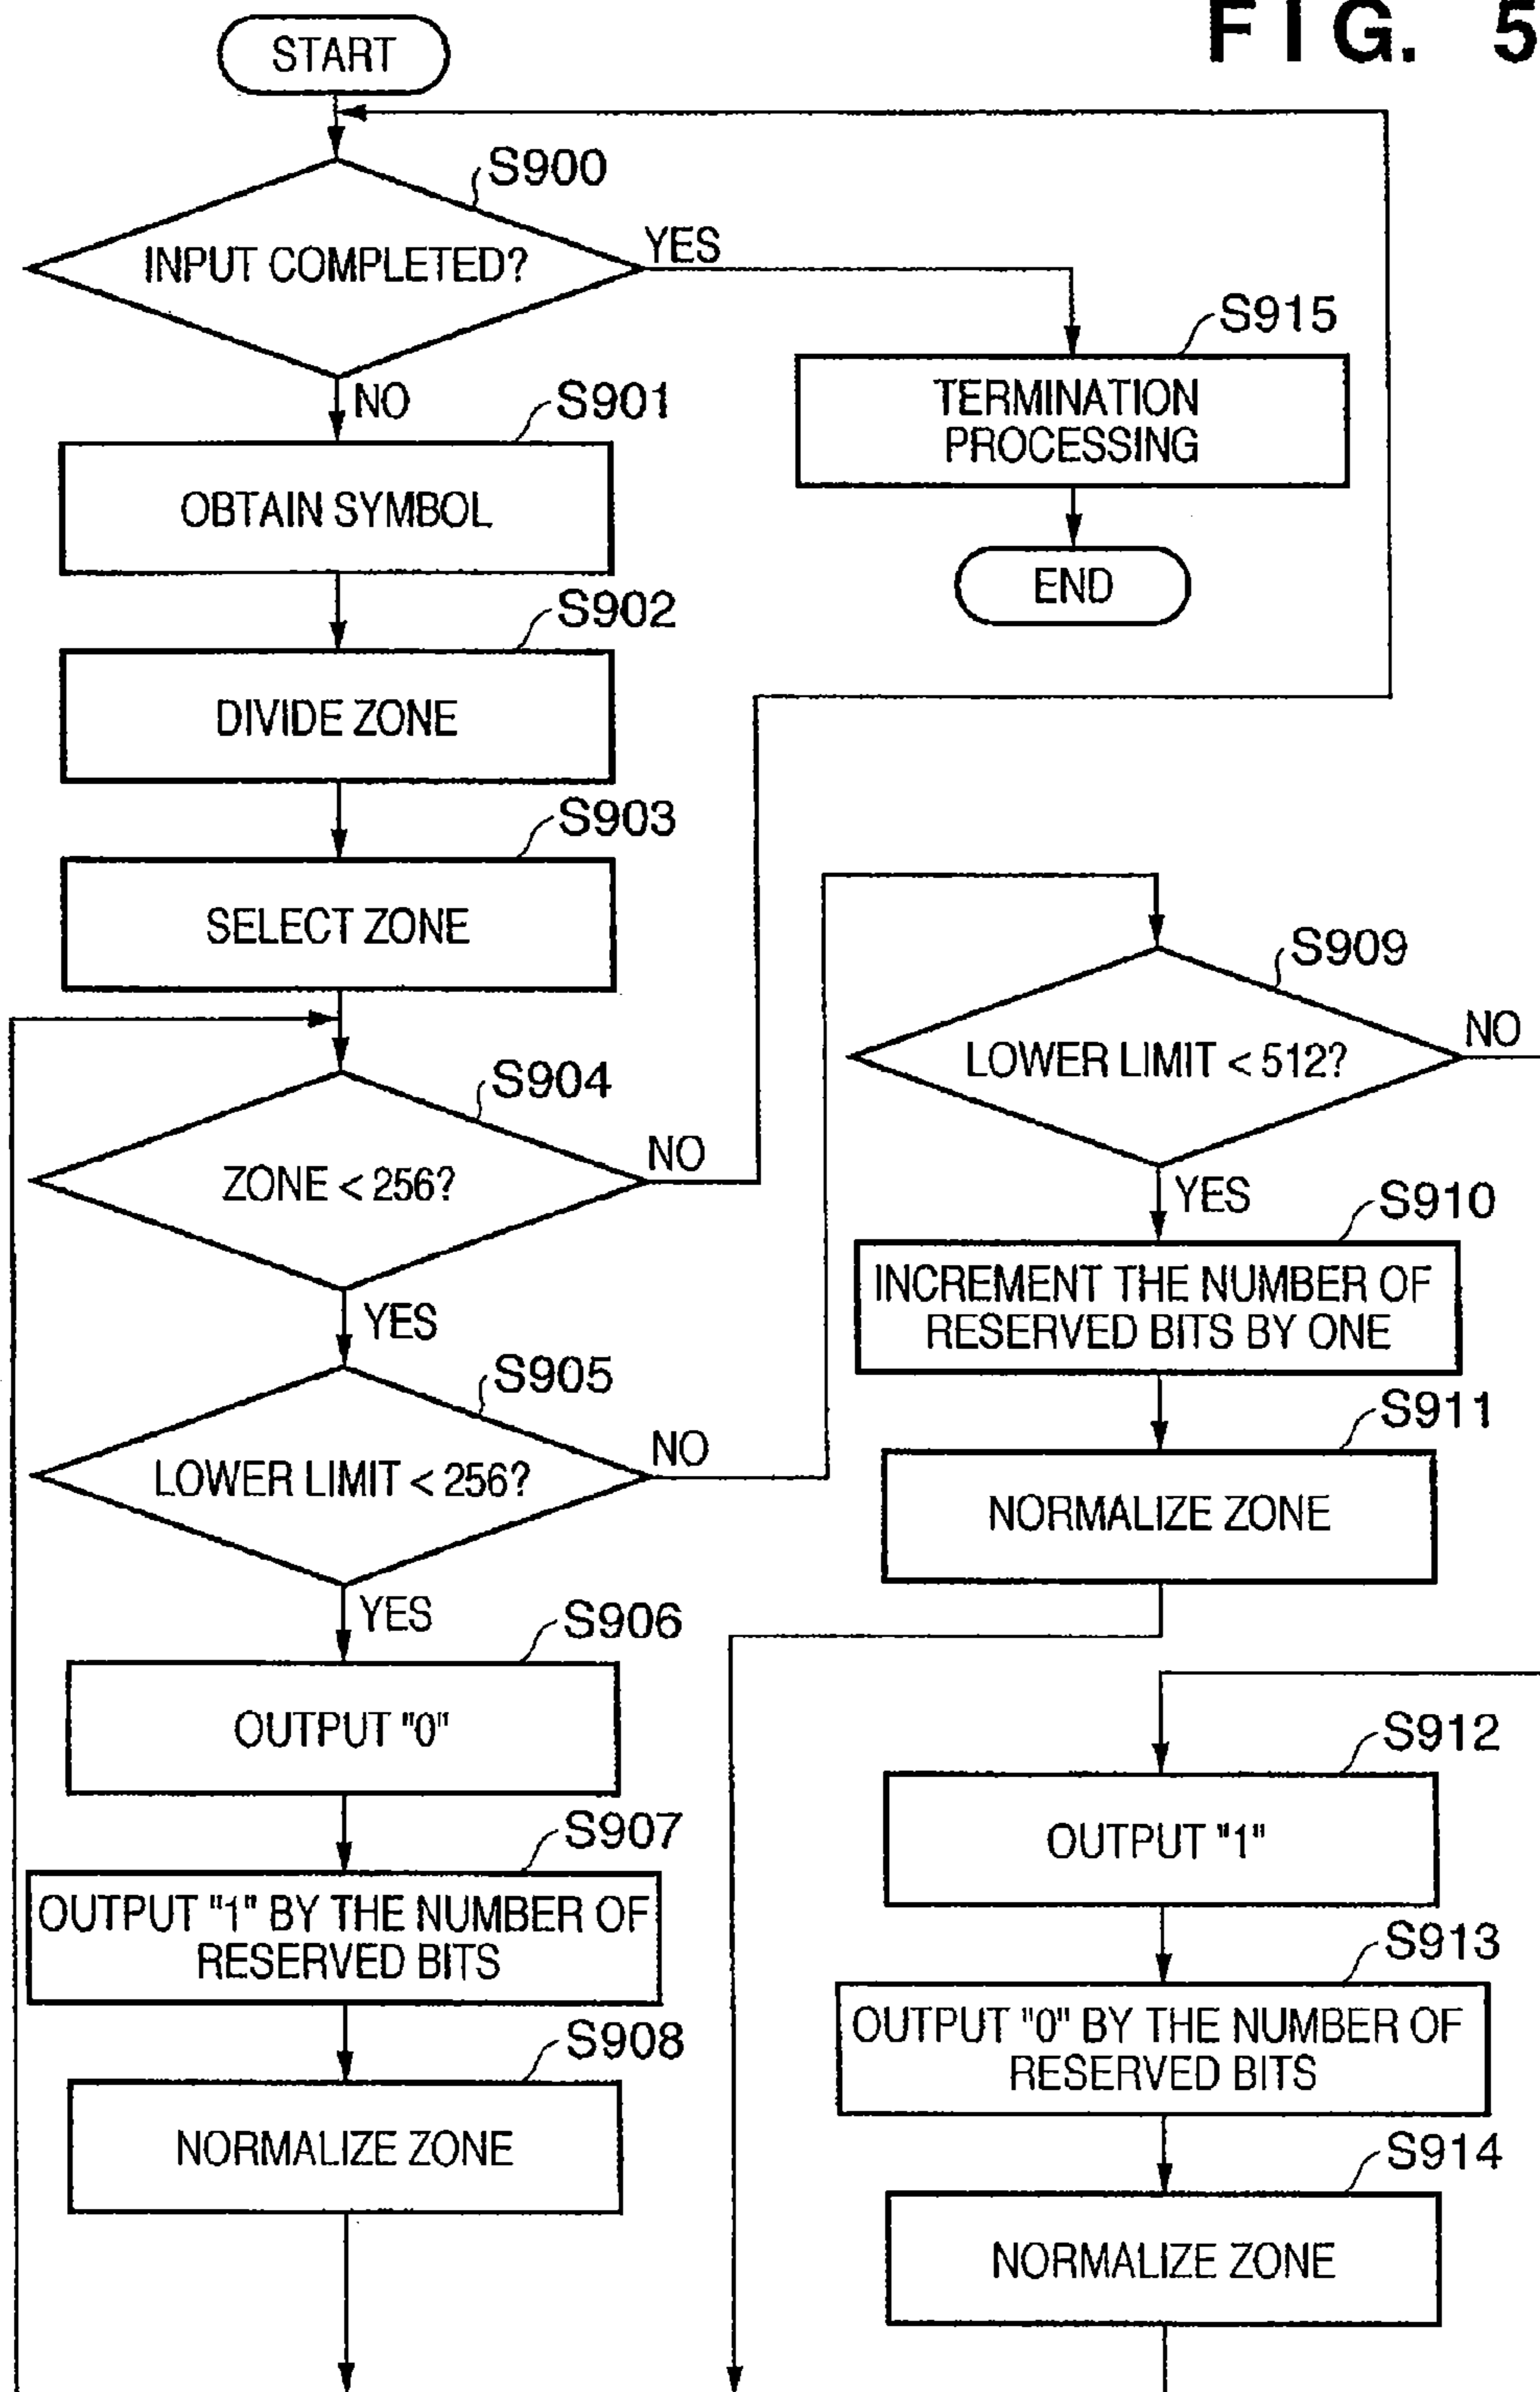 FIG. 5
START
S900
INPUT COMPLETED?
YES
NO
S915
TERMINATION
PROCESSING
END
S901
OBTAIN SYMBOL
S902
DIVIDE ZONE
S903
SELECT ZONE
S904
ZONE < 256?
NO
YES
S905
LOWER LIMIT < 256?
NO
YES
S906
OUTPUT "0"
S907
OUTPUT "1" BY THE NUMBER OF
RESERVED BITS
S908
NORMALIZE ZONE
S909
LOWER LIMIT < 512?
NO
YES
S910
INCREMENT THE NUMBER OF
RESERVED BITS BY ONE
S911
NORMALIZE ZONE
S912
OUTPUT "1"
S913
OUTPUT "0" BY THE NUMBER OF
RESERVED BITS
S914
NORMALIZE ZONE